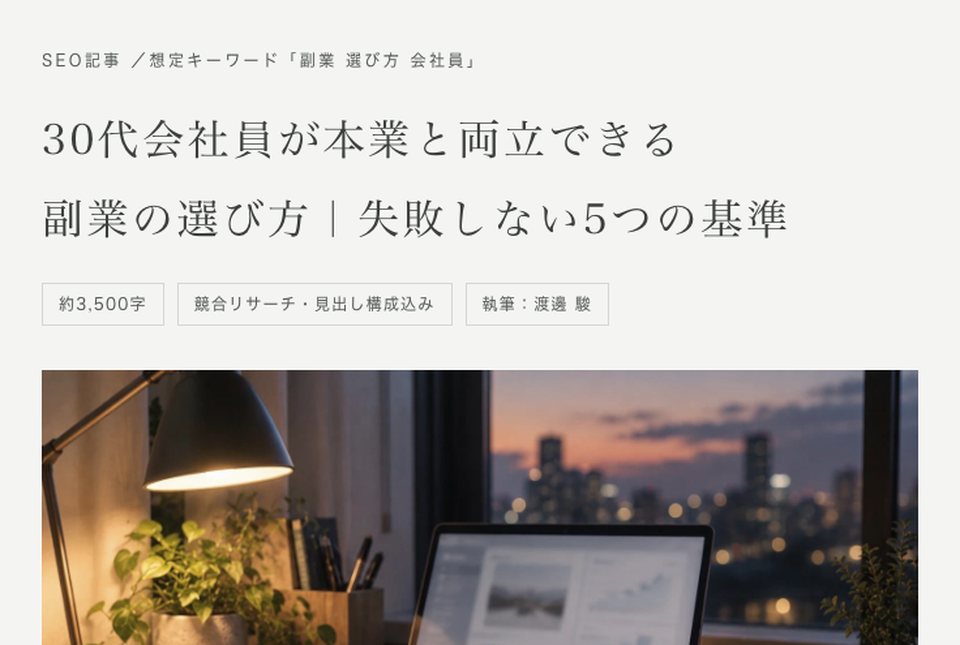 SEO記事 ／想定キーワード「副業 選び方 会社員」
30代会社員が本業と両立できる
副業の選び方｜失敗しない5つの基準
約3,500字
競合リサーチ・見出し構成込み
執筆：渡邉 駿